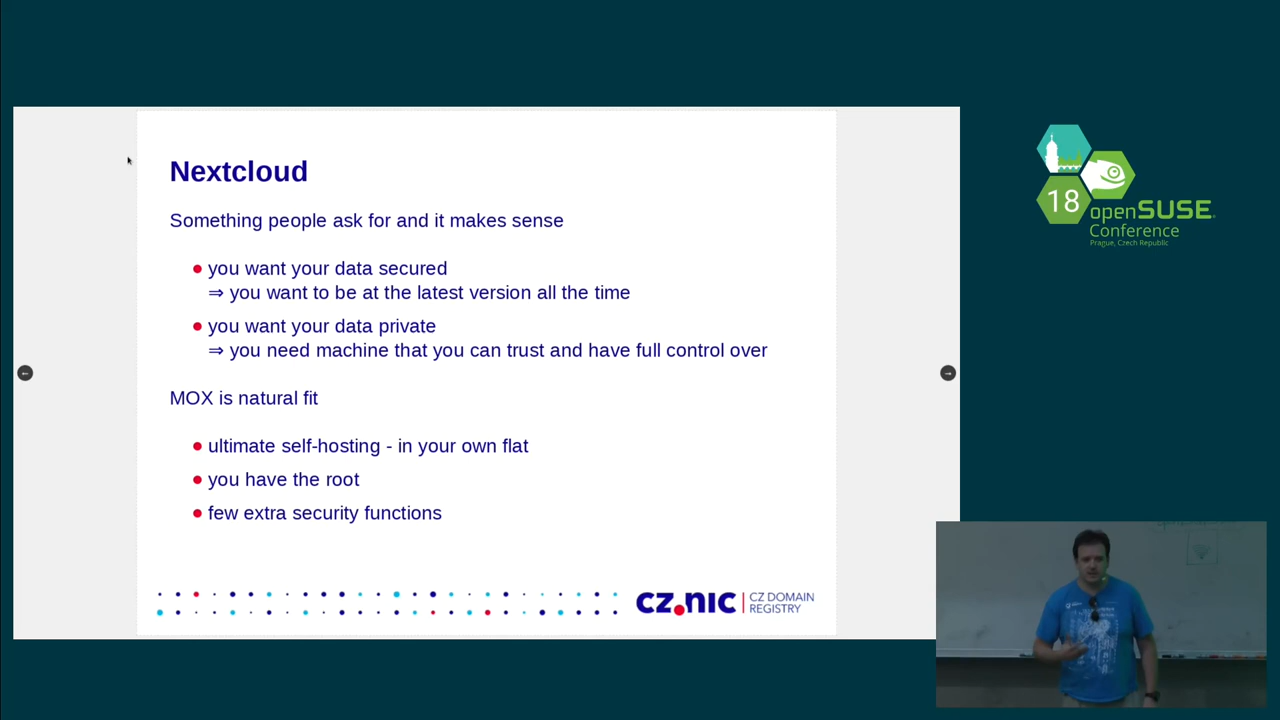 Nextcloud
Something people ask for and it makes sense
you want your data secured
⇒ you want to be at the latest version all the time
you want your data private
⇒ you need machine that you can trust and have full control over
MOX is natural fit
ultimate self-hosting - in your own flat
you have the root
few extra security functions
CZ.NIC
CZ DOMAIN
REGISTRY
18
openSUSE
Conference
Prague, Czech Republic